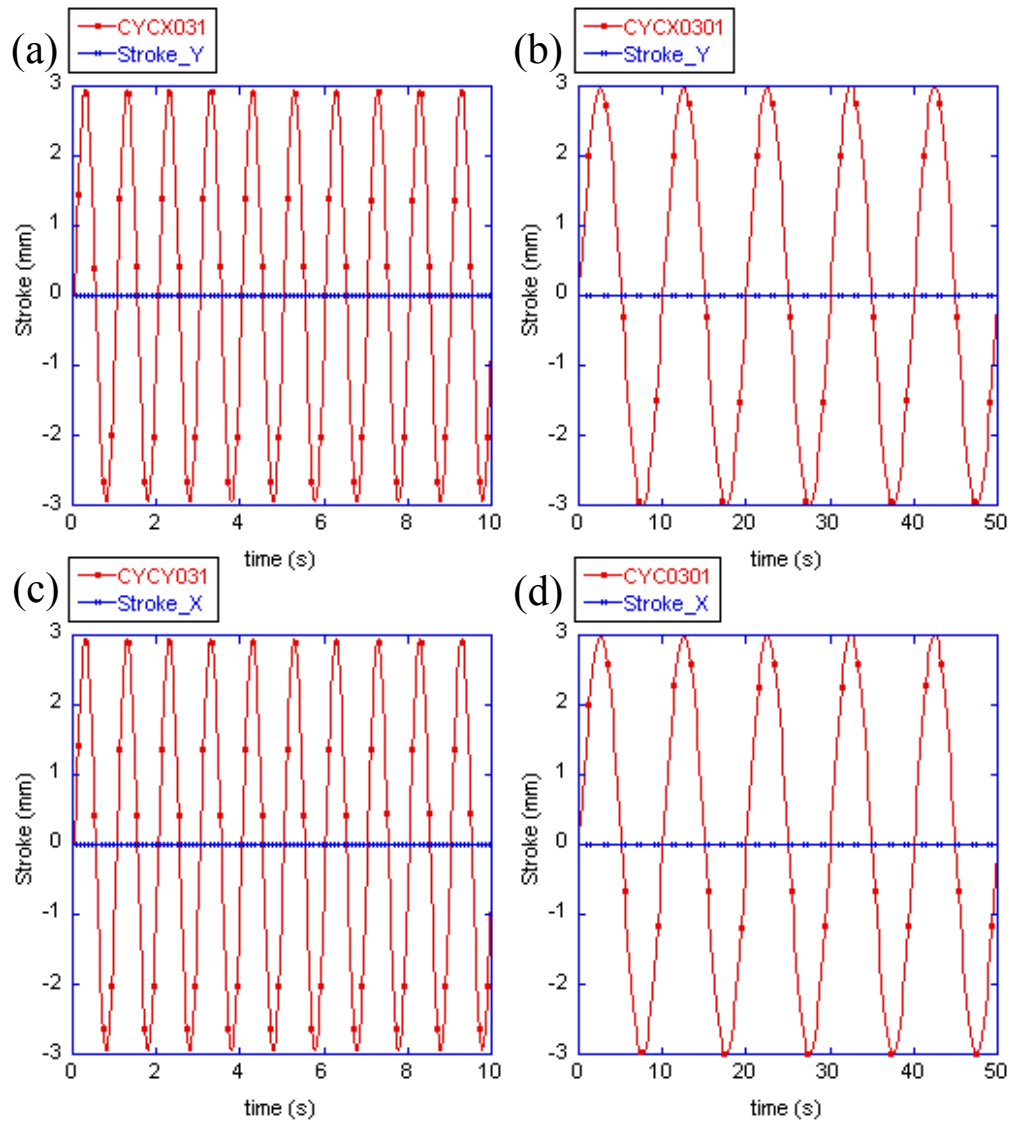 (a)
CYCX031
Stroke_Y
3
2
1
0
-1
-2
-3
Stroke (mm)
0 2 4 6 8 10
time (s)
(b)
CYCX0301
Stroke_Y
3
2
1
0
-1
-2
-3
Stroke (mm)
0 10 20 30 40 50
time (s)
(c)
CYCY031
Stroke_X
3
2
1
0
-1
-2
-3
Stroke (mm)
0 2 4 6 8 10
time (s)
(d)
CYC0301
Stroke_X
3
2
1
0
-1
-2
-3
Stroke (mm)
0 10 20 30 40 50
time (s)